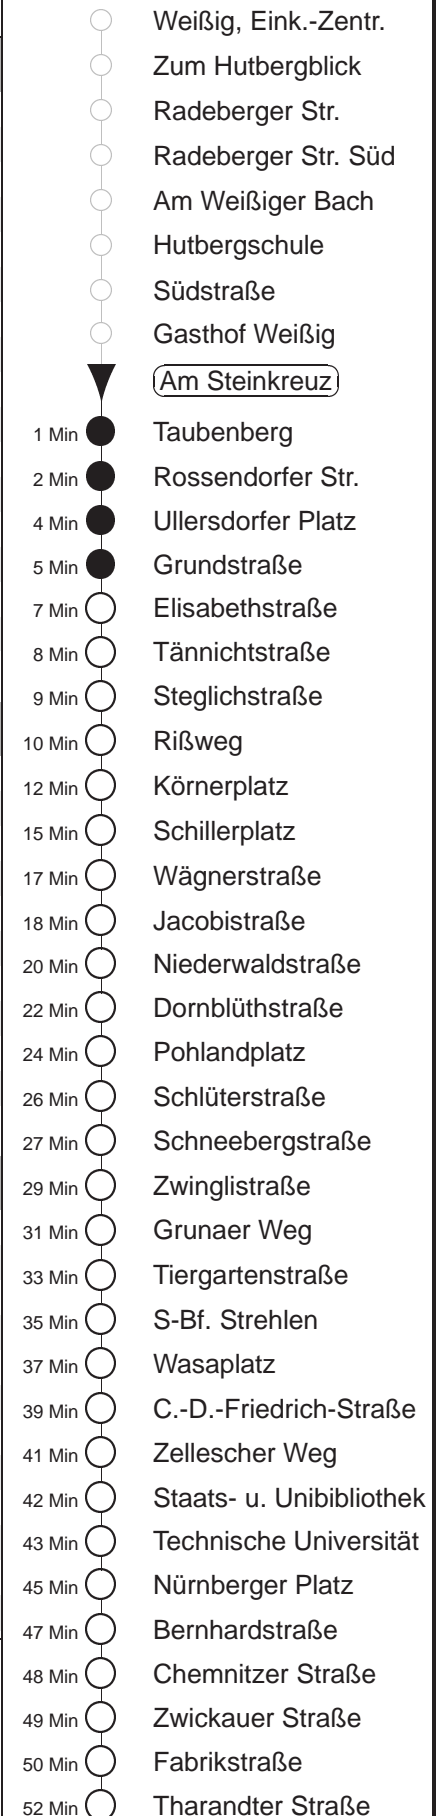 Weißig, Eink.-Zentr.
Zum Hutbergblick
Radeberger Str.
Radeberger Str. Süd
Am Weißiger Bach
Hutbergschule
Südstraße
Gasthof Weißig
Am Steinkreuz
1 Min Taubenberg
2 Min Rossendorfer Str.
4 Min Ullersdorfer Platz
5 Min Grundstraße
7 Min Elisabethstraße
8 Min Tännichtstraße
9 Min Steglichstraße
10 Min Rißweg
12 Min Körnerplatz
15 Min Schillerplatz
17 Min Wägnerstraße
18 Min Jacobistraße
20 Min Niederwaldstraße
22 Min Dornblüthstraße
24 Min Pohlandplatz
26 Min Schlüterstraße
27 Min Schneebergstraße
29 Min Zwinglistraße
31 Min Grunaer Weg
33 Min Tiergartenstraße
35 Min S-Bf. Strehlen
37 Min Wasaplatz
39 Min C.-D.-Friedrich-Straße
41 Min Zellescher Weg
42 Min Staats- u. Unibibliothek
43 Min Technische Universität
45 Min Nürnberger Platz
47 Min Bernhardstraße
48 Min Chemnitzer Straße
49 Min Zwickauer Straße
50 Min Fabrikstraße
52 Min Tharandter Straße